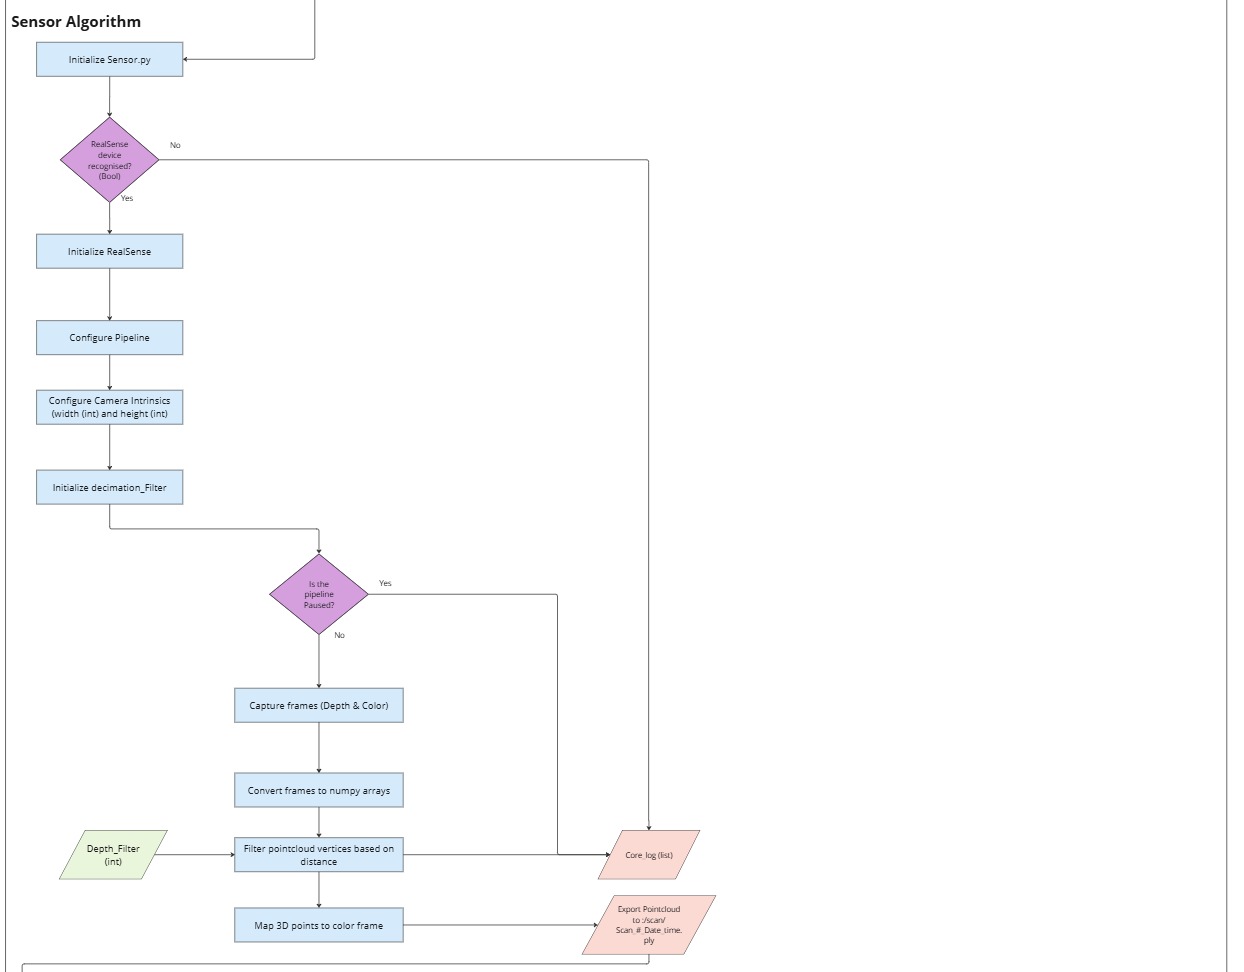 Sensor Algorithm
Initialize Sensor.py
RealSense
device
recognised?
(Bool)
No
Yes
Initialize RealSense
Configure Pipeline
Configure Camera Intrinsics
(width (int) and height (int)
Initialize decimation_Filter
Is the
pipeline
Paused?
Yes
No
Capture frames (Depth & Color)
Convert frames to numpy arrays
Depth_Filter
(int)
Filter pointcloud vertices based on
distance
Core_log (list)
Map 3D points to color frame
Export Pointcloud
to :/scan/
Scan_#_Date_time.
ply